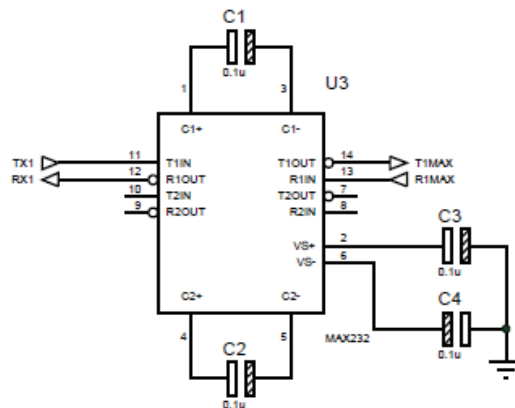 C1
0.1u
1
3
U3
C1+
C1-
TX1
11
T1IN
T1OUT
14
T1MAX
RX1
12
R1OUT
R1IN
13
R1MAX
10
T2IN
T2OUT
7
9
R2OUT
R2IN
8
VS+
2
C3
0.1u
VS-
6
C4
0.1u
C2+
C2-
4
5
MAX232
C2
0.1u